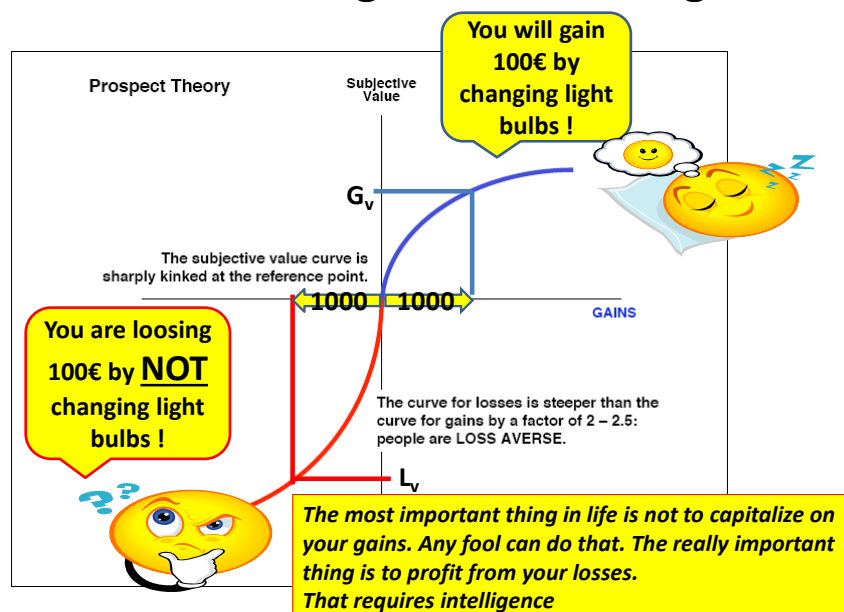 You will gain
100€ by
changing light
bulbs !
Prospect Theory
Subjective
Value
Gv
z z z
The subjective value curve is
sharply kinked at the reference point.
1000 1000
GAINS
You are loosing
100€ by NOT
changing light
bulbs !
The curve for losses is steeper than the
curve for gains by a factor of 2 – 2.5:
people are LOSS AVERSE.
Lv
? ?
The most important thing in life is not to capitalize on
your gains. Any fool can do that. The really important
thing is to profit from your losses.
That requires intelligence